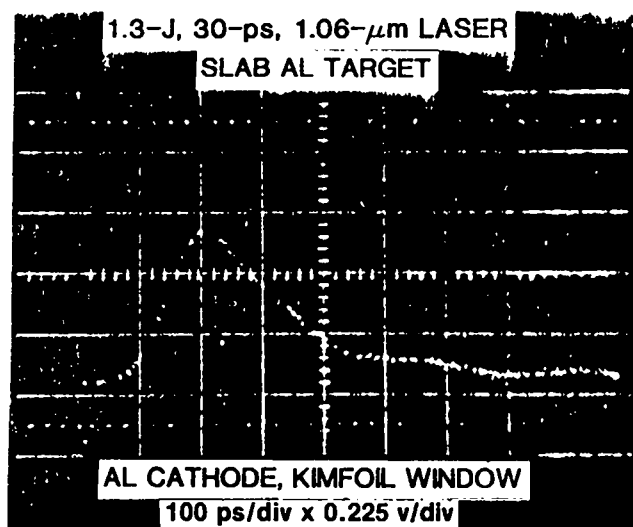 1.3-J, 30-ps, 1.06-μm LASER
SLAB AL TARGET
AL CATHODE, KIMFOIL WINDOW
100 ps/div x 0.225 v/div